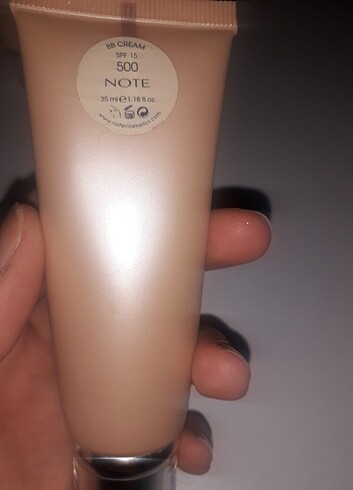 BB CREAM
SPF 15
500
NOTE
35 ml e 1.18 fl.oz.
www.notecosmetics.com